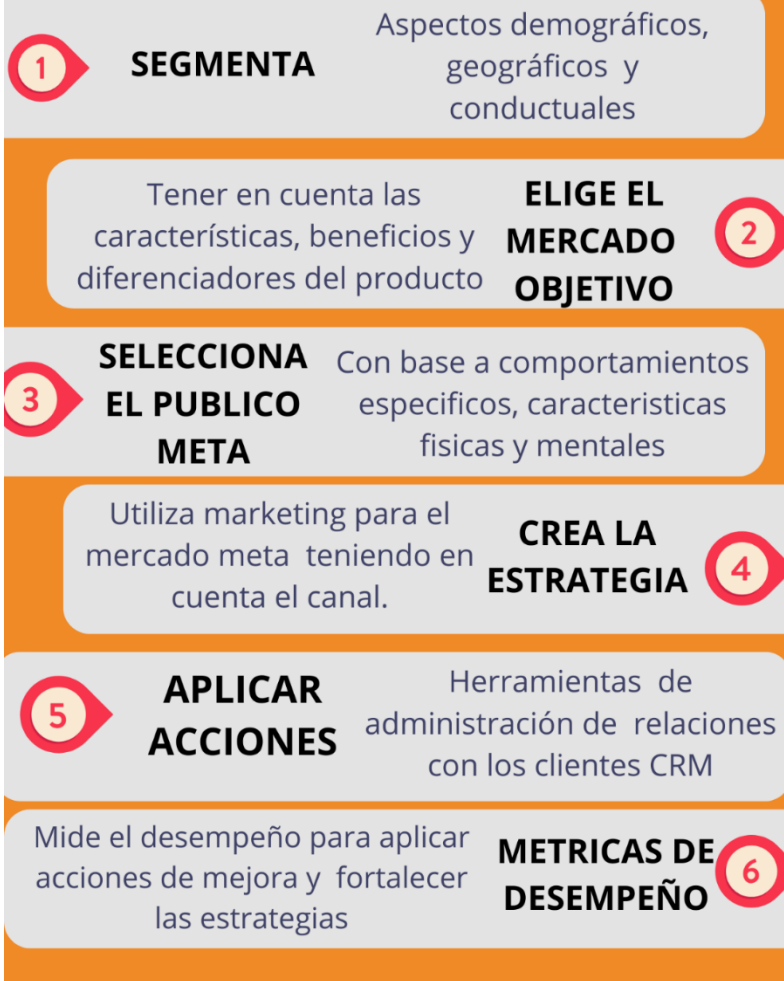 1
SEGMENTA
Aspectos demográficos,
geográficos y
conductuales
Tener en cuenta las
características, beneficios y
diferenciadores del producto
ELIGE EL
MERCADO
OBJETIVO
2
3
SELECCIONA
EL PUBLICO
META
Con base a comportamientos
especificos, caracteristicas
fisicas y mentales
Utiliza marketing para el
mercado meta teniendo en
cuenta el canal.
CREA LA
ESTRATEGIA
4
5
APLICAR
ACCIONES
Herramientas de
administración de relaciones
con los clientes CRM
Mide el desempeño para aplicar
acciones de mejora y fortalecer
las estrategias
METRICAS DE
DESEMPEÑO
6